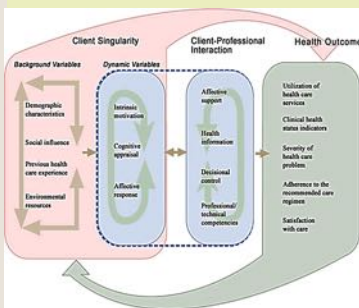 Client Singularity
Client-Professional
Interaction
Health Outcome
Background Variables
Dynamic Variables
Demographic
characteristics
Social influence
Previous health
care experience
Environmental
resources
Intrinsic
motivation
Cognitive
appraisal
Affective
response
Affective
support
Health
information
Decisional
control
Professional/
technical
competencies
Utilization of
health care
services
Clinical health
status indicators
Severity of
health care
problem
Adherence to the
recommended care
regimen
Satisfaction
with care